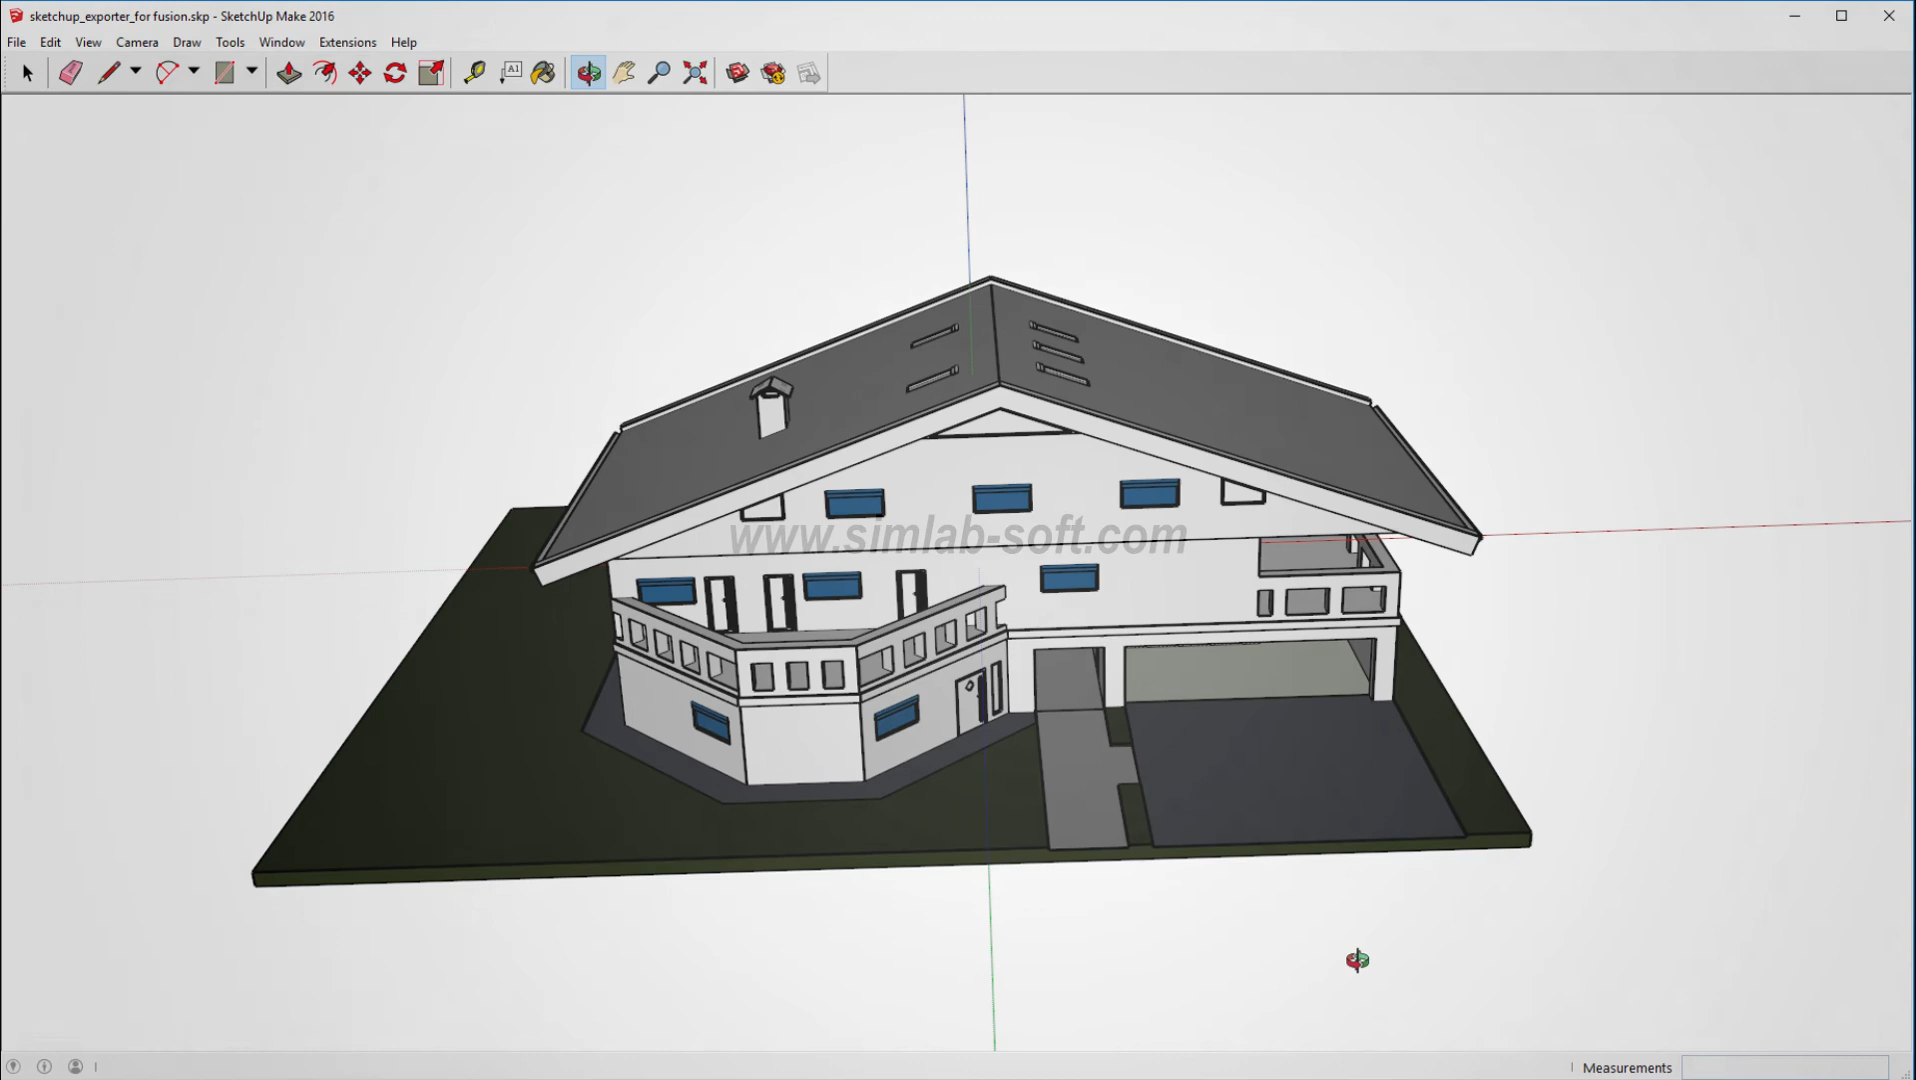 sketchup_exporter_for fusion.skp - SketchUp Make 2016
File Edit View Camera Draw Tools Window Extensions Help
A1
www.simlab-soft.com
Measurements